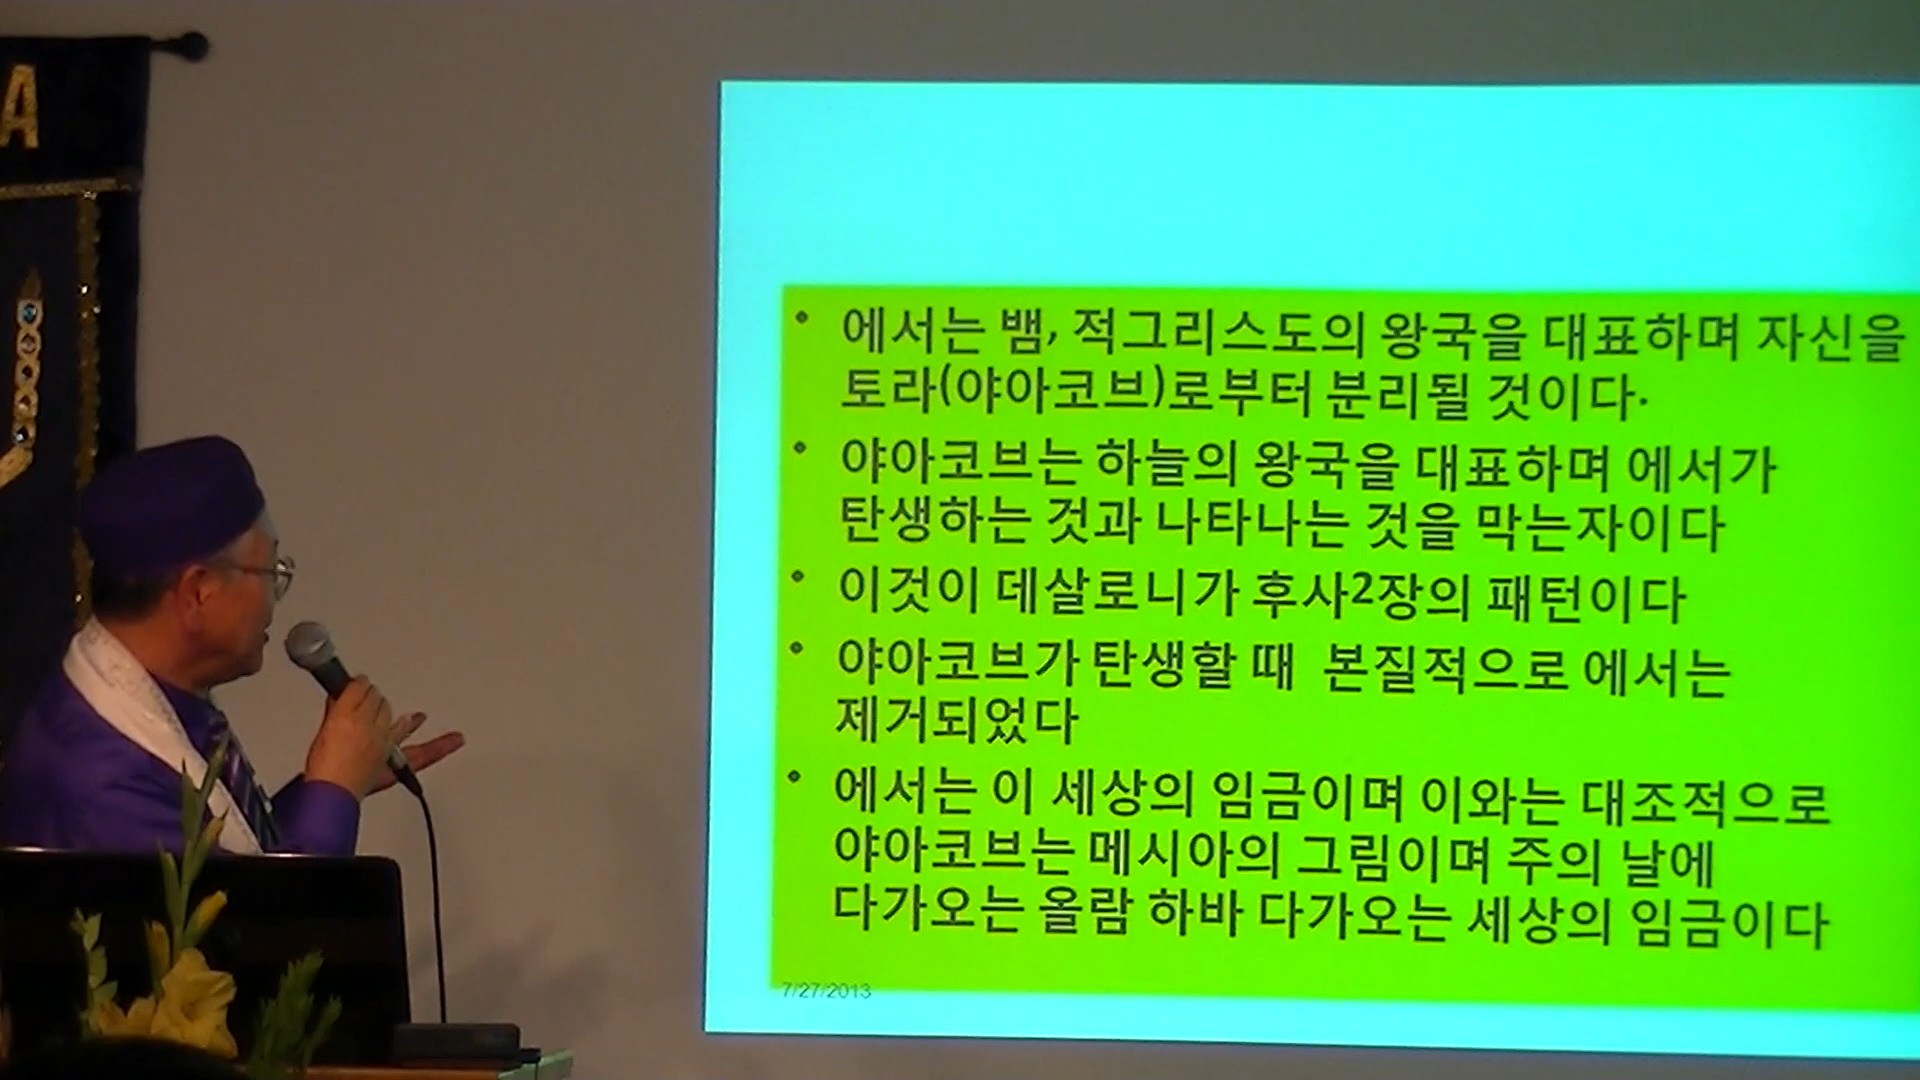 A
• 에서는 뱀, 적그리스도의 왕국을 대표하며 자신을
토라(야아코브)로부터 분리될 것이다.
• 야아코브는 하늘의 왕국을 대표하며 에서가
탄생하는 것과 나타나는 것을 막는자이다
• 이것이 데살로니가 후사2장의 패턴이다
• 야아코브가 탄생할 때 본질적으로 에서는
제거되었다
• 에서는 이 세상의 임금이며 이와는 대조적으로
야아코브는 메시아의 그림이며 주의 날에
다가오는 올람 하바 다가오는 세상의 임금이다
7/27/2013